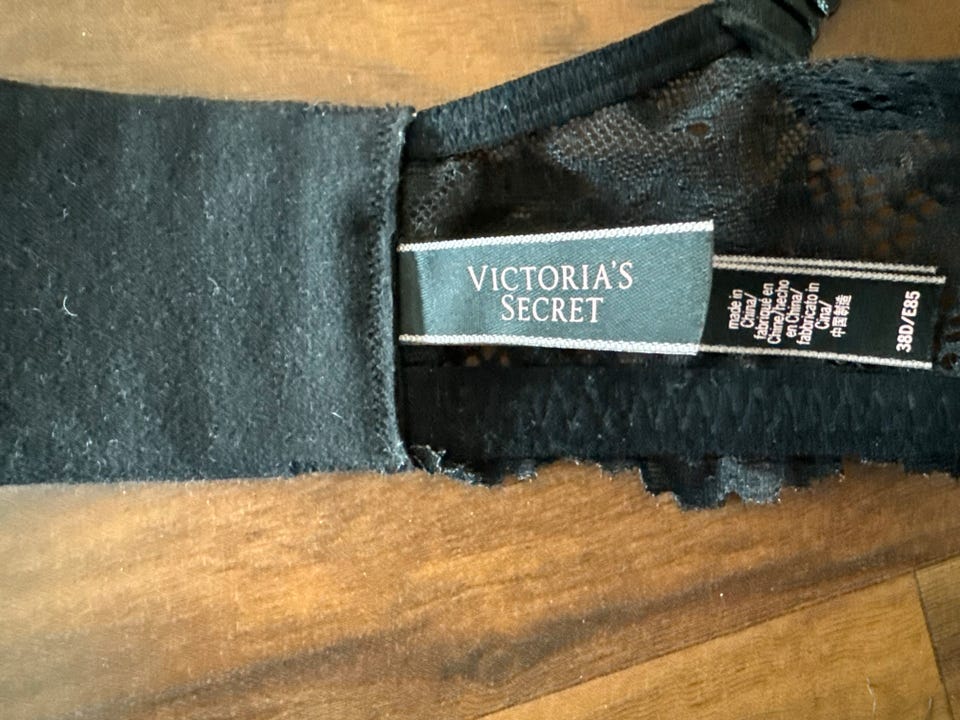 VICTORIA'S
SECRET
made in
China/
fabriqué en
Chine/hecho
en China/
fabbricato in
Cina/
中国制造
38D/E85